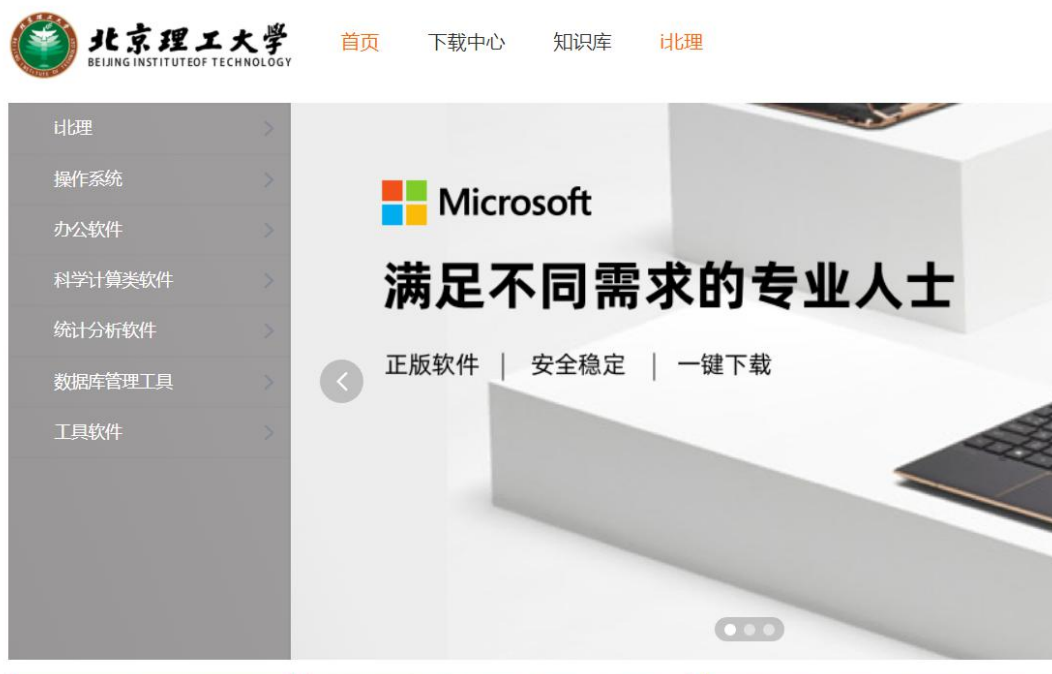 北京理工大學
BEIJING INSTITUTEOF TECHNOLOGY
首页 下载中心 知识库 i北理
i北理
操作系统
办公软件
科学计算类软件
统计分析软件
数据库管理工具
工具软件
Microsoft
满足不同需求的专业人士
正版软件 | 安全稳定 | 一键下载